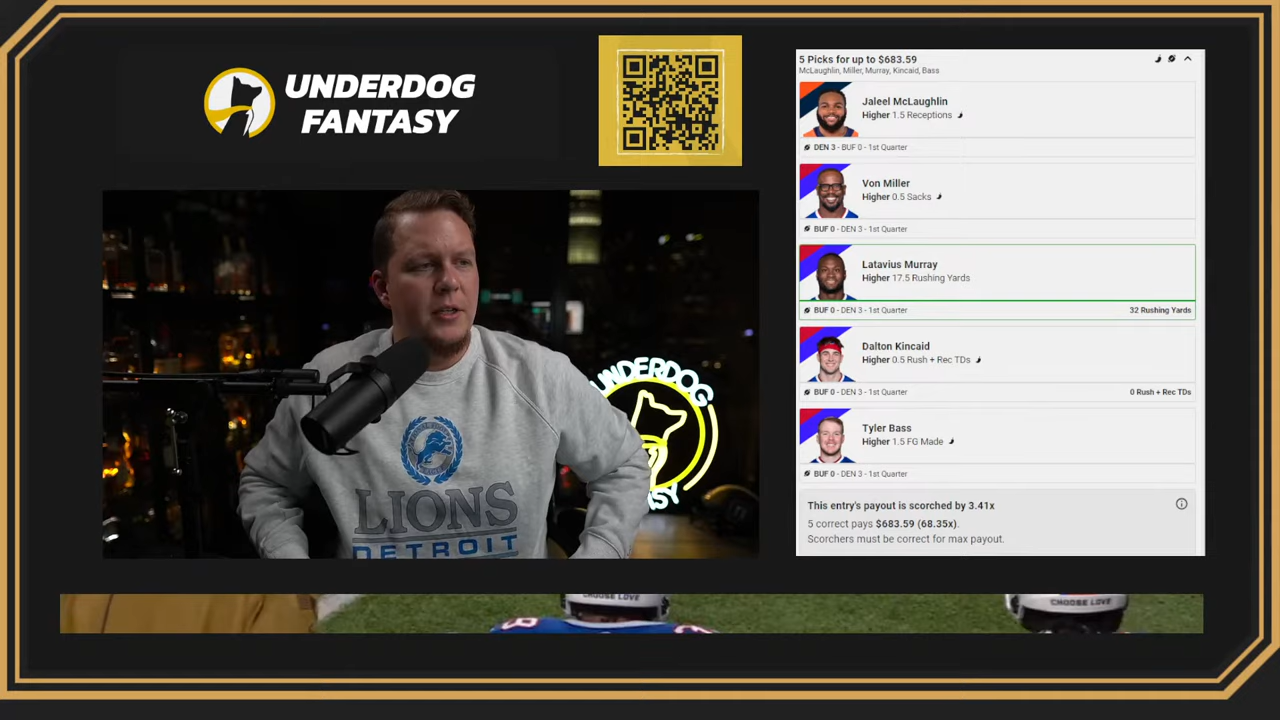 UNDERDOG
FANTASY
5 Picks for up to $683.59
McLaughlin, Miller, Murray, Kincaid, Bass
Jaleel McLaughlin
Higher 1.5 Receptions
DEN 3 - BUF 0 - 1st Quarter
Von Miller
Higher 0.5 Sacks
BUF 0 - DEN 3 - 1st Quarter
Latavius Murray
Higher 17.5 Rushing Yards
BUF 0 - DEN 3 - 1st Quarter 32 Rushing Yards
Dalton Kincaid
Higher 0.5 Rush + Rec TDs
BUF 0 - DEN 3 - 1st Quarter 0 Rush + Rec TDs
Tyler Bass
Higher 1.5 FG Made
BUF 0 - DEN 3 - 1st Quarter
This entry's payout is scorched by 3.41x
5 correct pays $683.59 (68.35x).
Scorchers must be correct for max payout.
UNDERDOG
LIONS
DETROIT
CHOOSE LOVE
CHOOSE LOVE